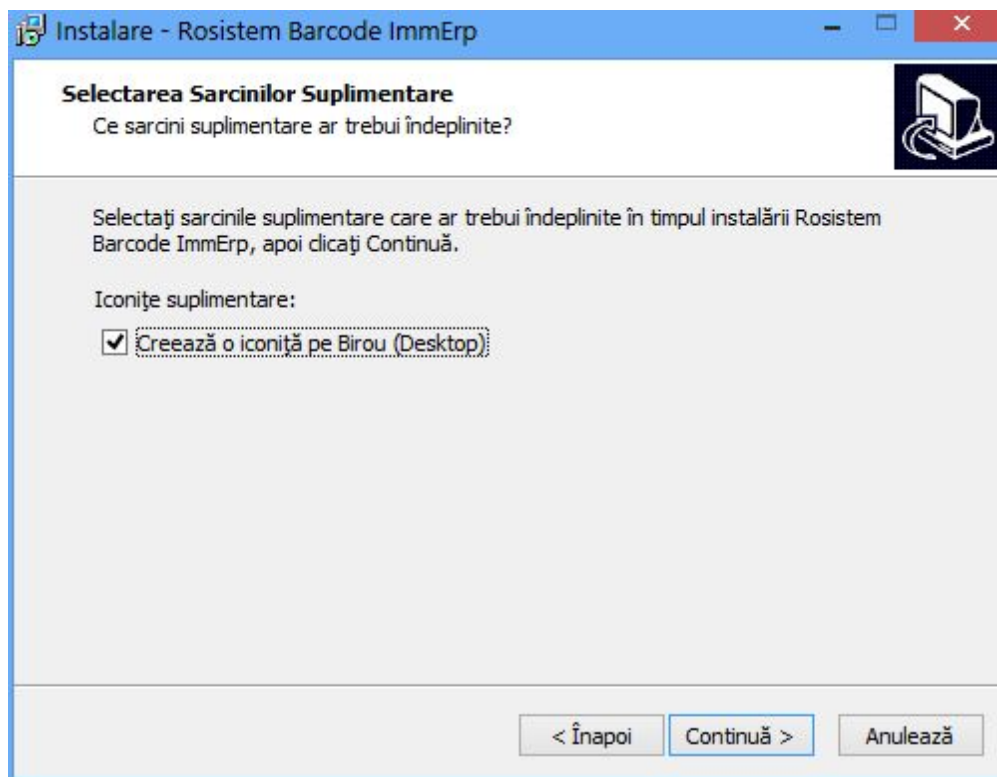 Instalare - Rosistem Barcode ImmErp
Selectarea Sarcinilor Suplimentare
Ce sarcini suplimentare ar trebui îndeplinite?
Selectaţi sarcinile suplimentare care ar trebui îndeplinite în timpul instalării Rosistem
Barcode ImmErp, apoi clicaţi Continuă.
Iconiţe suplimentare:
Creează o iconiţă pe Birou (Desktop)
< Înapoi
Continuă >
Anulează